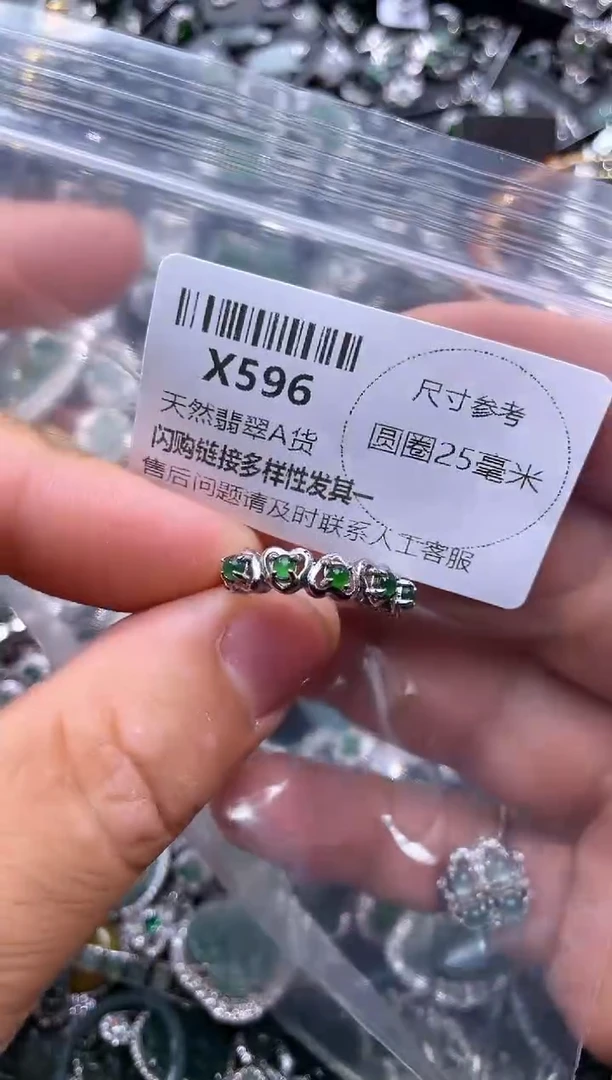 X596
天然翡翠A货
闪购链接多样性发其一
售后问题请及时联系人工客服
尺寸参考
圆圈25毫米